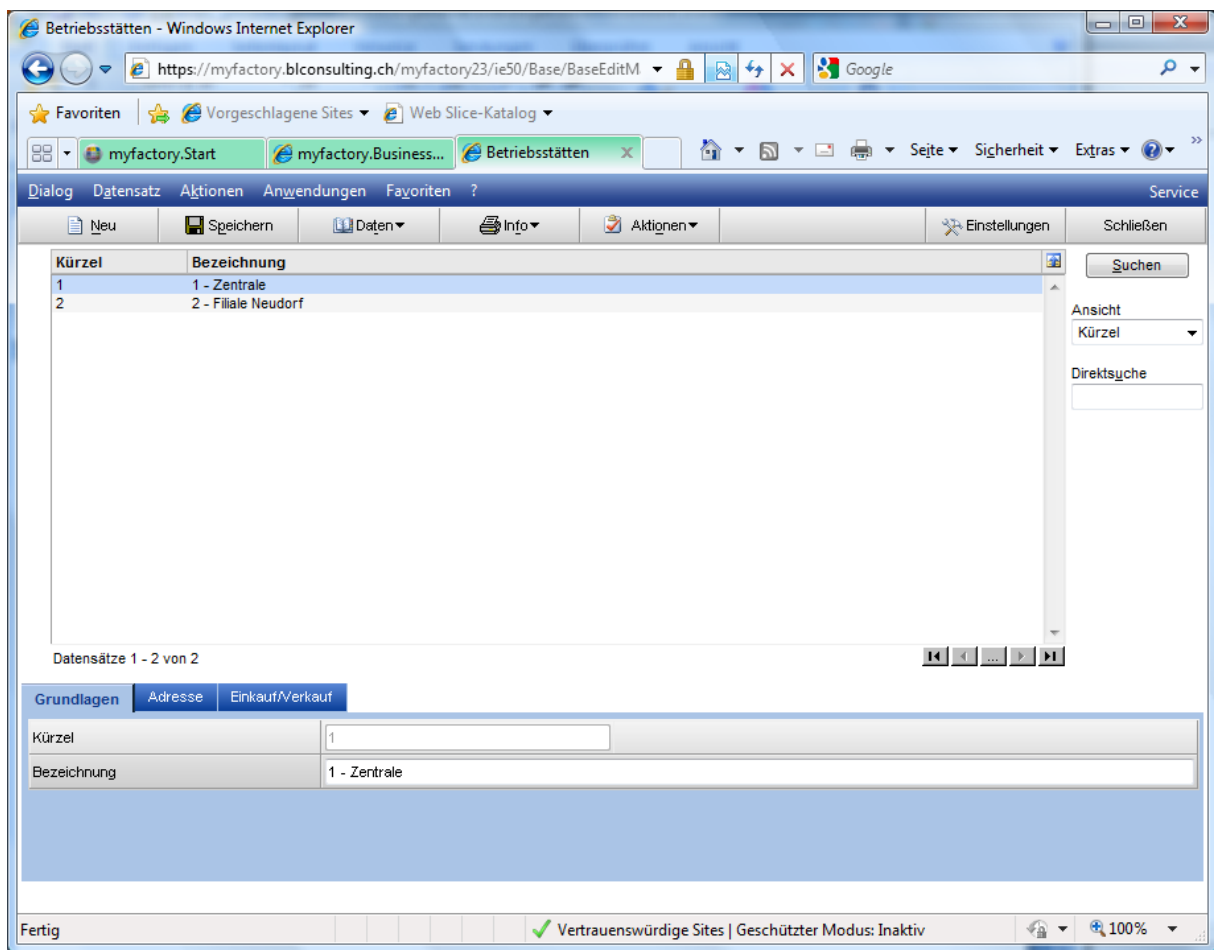 Betriebsstätten - Windows Internet Explorer
https://myfactory.blconsulting.ch/myfactory23/ie50/Base/BaseEditM Google
Favoriten Vorgeschlagene Sites Web Slice-Katalog
myfactory.Start myfactory.Business... Betriebsstätten x Seite Sicherheit Extras »
Dialog Datensatz Aktionen Anwendungen Favoriten ? Service
Neu Speichern Daten Info Aktionen Einstellungen Schließen
Kürzel Bezeichnung Suchen
1 1 - Zentrale
2 2 - Filiale Neudorf
Ansicht
Kürzel
Direktsuche
Datensätze 1 - 2 von 2 ...
Grundlagen Adresse Einkauf/Verkauf
Kürzel 1
Bezeichnung 1 - Zentrale
Fertig Vertrauenswürdige Sites | Geschützter Modus: Inaktiv 100%